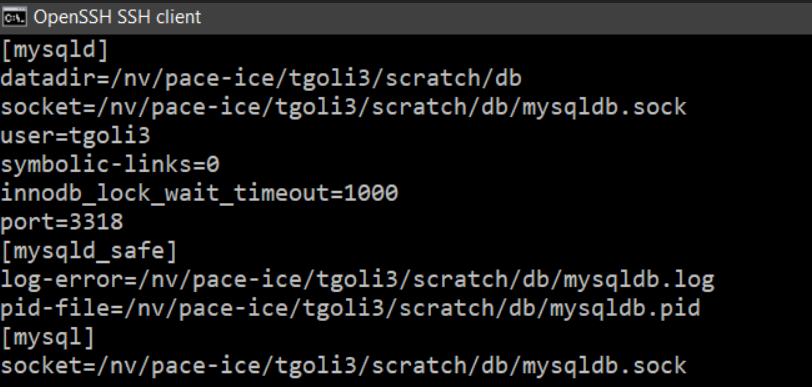 OpenSSH SSH client
[mysqld]
datadir=/nv/pace-ice/tgoli3/scratch/db
socket=/nv/pace-ice/tgoli3/scratch/db/mysqldb.sock
user=tgoli3
symbolic-links=0
innodb_lock_wait_timeout=1000
port=3318
[mysqld_safe]
log-error=/nv/pace-ice/tgoli3/scratch/db/mysqldb.log
pid-file=/nv/pace-ice/tgoli3/scratch/db/mysqldb.pid
[mysql]
socket=/nv/pace-ice/tgoli3/scratch/db/mysqldb.sock